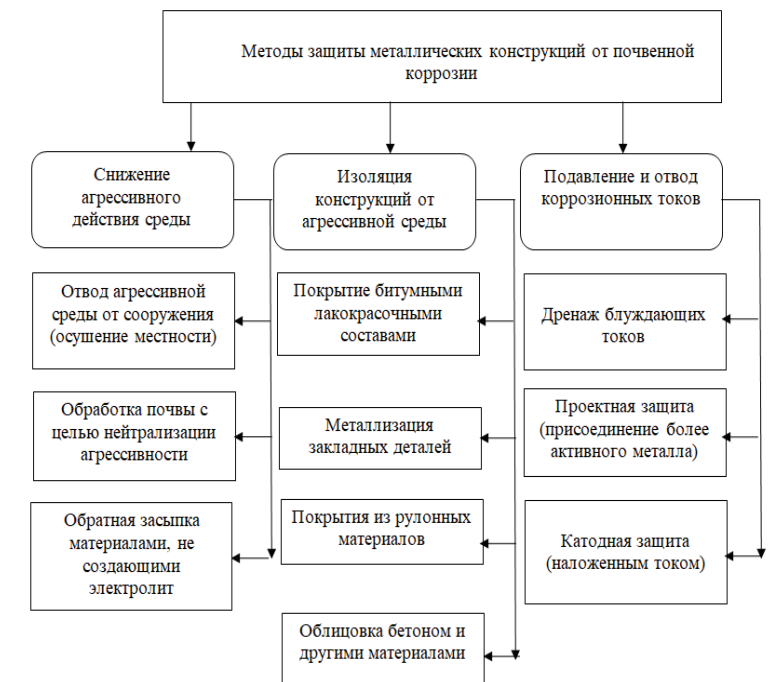 Методы защиты металлических конструкций от почвенной
коррозии
Снижение
агрессивного
действия среды
Изоляция
конструкций от
агрессивной среды
Подавление и отвод
коррозионных токов
Отвод агрессивной
среды от сооружения
(осушение местности)
Покрытие битумными
лакокрасочными
составами
Дренаж блуждающих
токов
Обработка почвы с
целью нейтрализации
агрессивности
Металлизация
закладных деталей
Проектная защита
(присоединение более
активного металла)
Обратная засыпка
материалами, не
создающими
электролит
Покрытия из рулонных
материалов
Катодная защита
(наложенным током)
Облицовка бетоном и
другими материалами